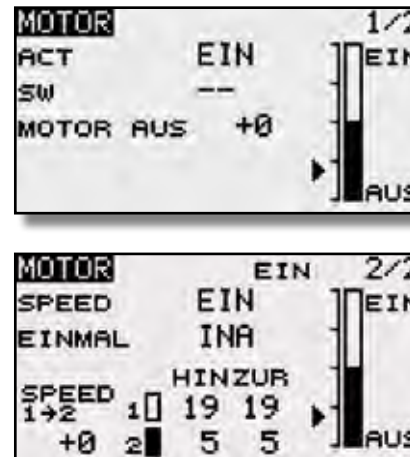 MOTOR 1/2
ACT EIN EIN
SW --
MOTOR AUS +0
AUS
MOTOR EIN 2/2
SPEED EIN EIN
EINMAL INA
HINZUR
SPEED
1→2 1 19 19
+0 2 5 5 AUS